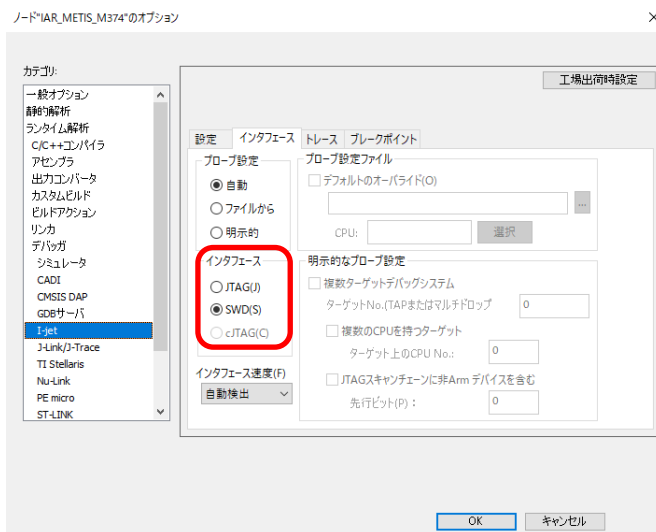 ノード"IAR_METIS_M374"のオプション
カテゴリ:
一般オプション
静的解析
ランタイム解析
C/C++コンパイラ
アセンブラ
出力コンバータ
カスタムビルド
ビルドアクション
リンカ
デバッガ
シミュレータ
CADI
CMSIS DAP
GDBサーバ
I-jet
J-Link/J-Trace
TI Stellaris
Nu-Link
PE micro
ST-LINK
工場出荷時設定
設定 インタフェース トレース ブレークポイント
プローブ設定
自動
ファイルから
明示的
インタフェース
JTAG(J)
SWD(S)
cJTAG(C)
インタフェース速度(F)
自動検出
プローブ設定ファイル
デフォルトのオーバライド(O)
...
CPU: 選択
明示的なプローブ設定
複数ターゲットデバッグシステム
ターゲットNo.(TAPまたはマルチドロップ 0
複数のCPUを持つターゲット
ターゲット上のCPU No.: 0
JTAGスキャンチェーンに非Arm デバイスを含む
先行ビット(P)： 0
OK キャンセル